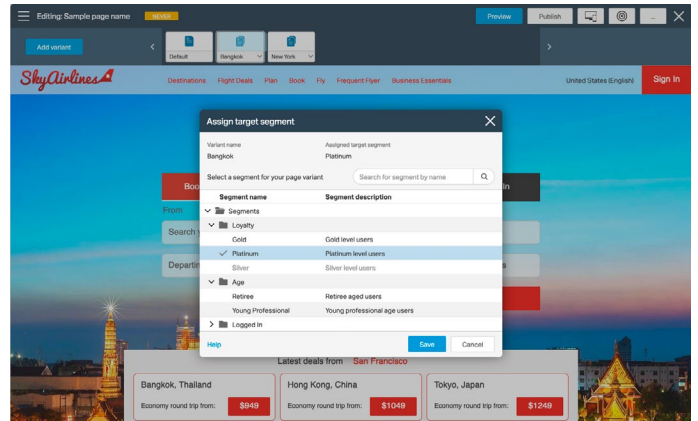 Editing: Sample page name NEVER Preview Publish ...
Add variant Default Bangkok New York
SkyAirlines Destinations Flight Deals Plan Book Fly Frequent Flyer Business Essentials United States (English) Sign In
Assign target segment
Variant name Assigned target segment
Bangkok Platinum
Select a segment for your page variant Search for segment by name
Boo in
Segment name Segment description
From Segments
Loyalty
Search
Gold Gold level users
Platinum Platinum level users
Departin s
Silver Silver level users
Age
Retiree Retiree aged users
Young Professional Young professional age users
Logged In
Help Save Cancel
Latest deals from San Francisco
Bangkok, Thailand Hong Kong, China Tokyo, Japan
Economy round trip from: $949 Economy round trip from: $1049 Economy round trip from: $1249